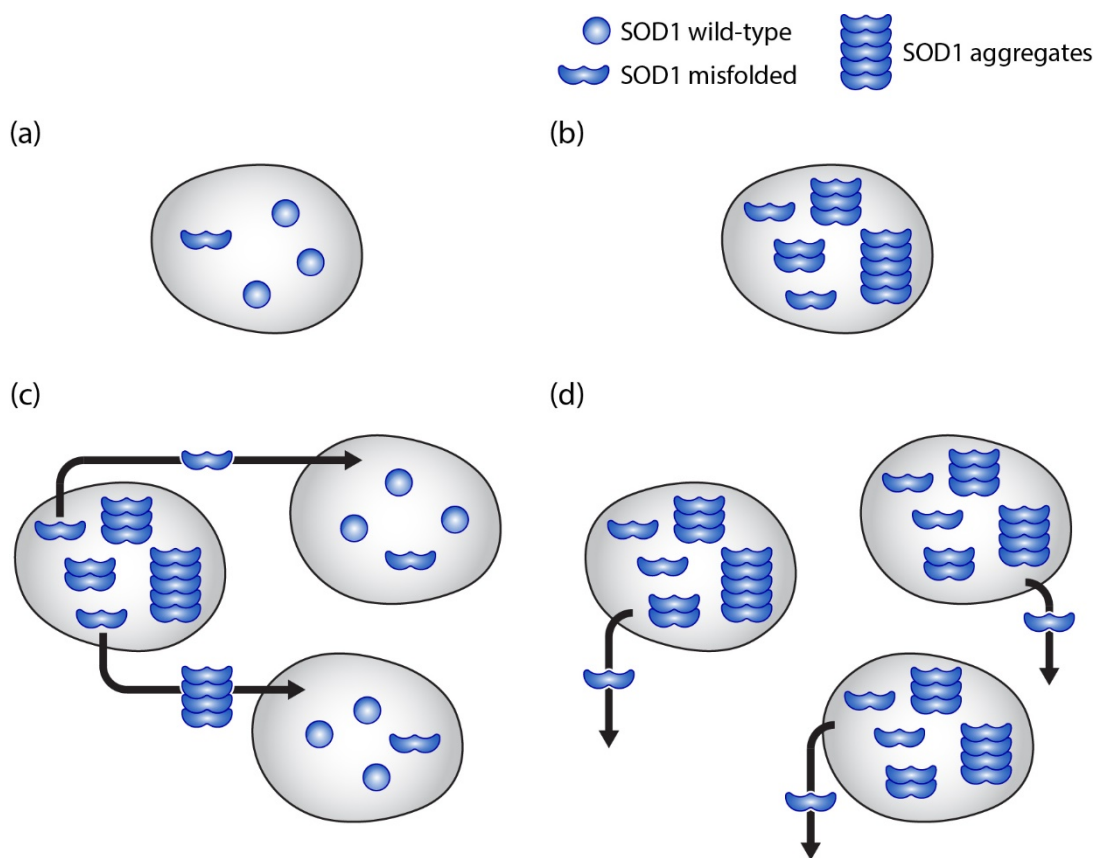 SOD1 wild-type
SOD1 misfolded
SOD1 aggregates
(a)
(b)
(c)
(d)